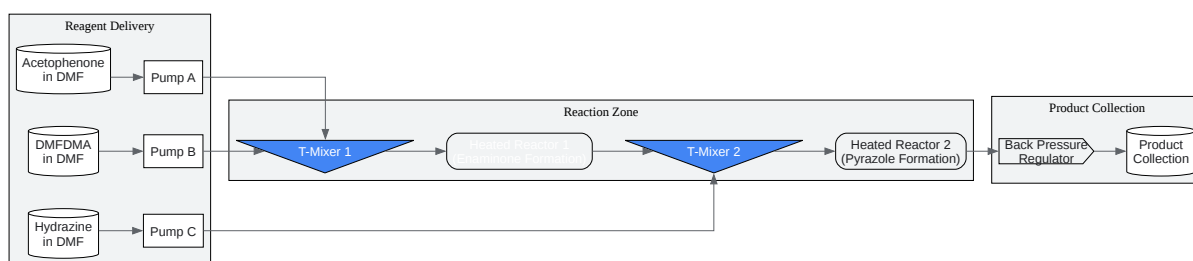 Reagent Delivery
Acetophenone
in DMF
Pump A
DMFDMA
in DMF
Pump B
Hydrazine
in DMF
Pump C
Reaction Zone
T-Mixer 1
Heated Reactor 1
(Enaminone Formation)
T-Mixer 2
Heated Reactor 2
(Pyrazole Formation)
Product Collection
Back Pressure
Regulator
Product
Collection